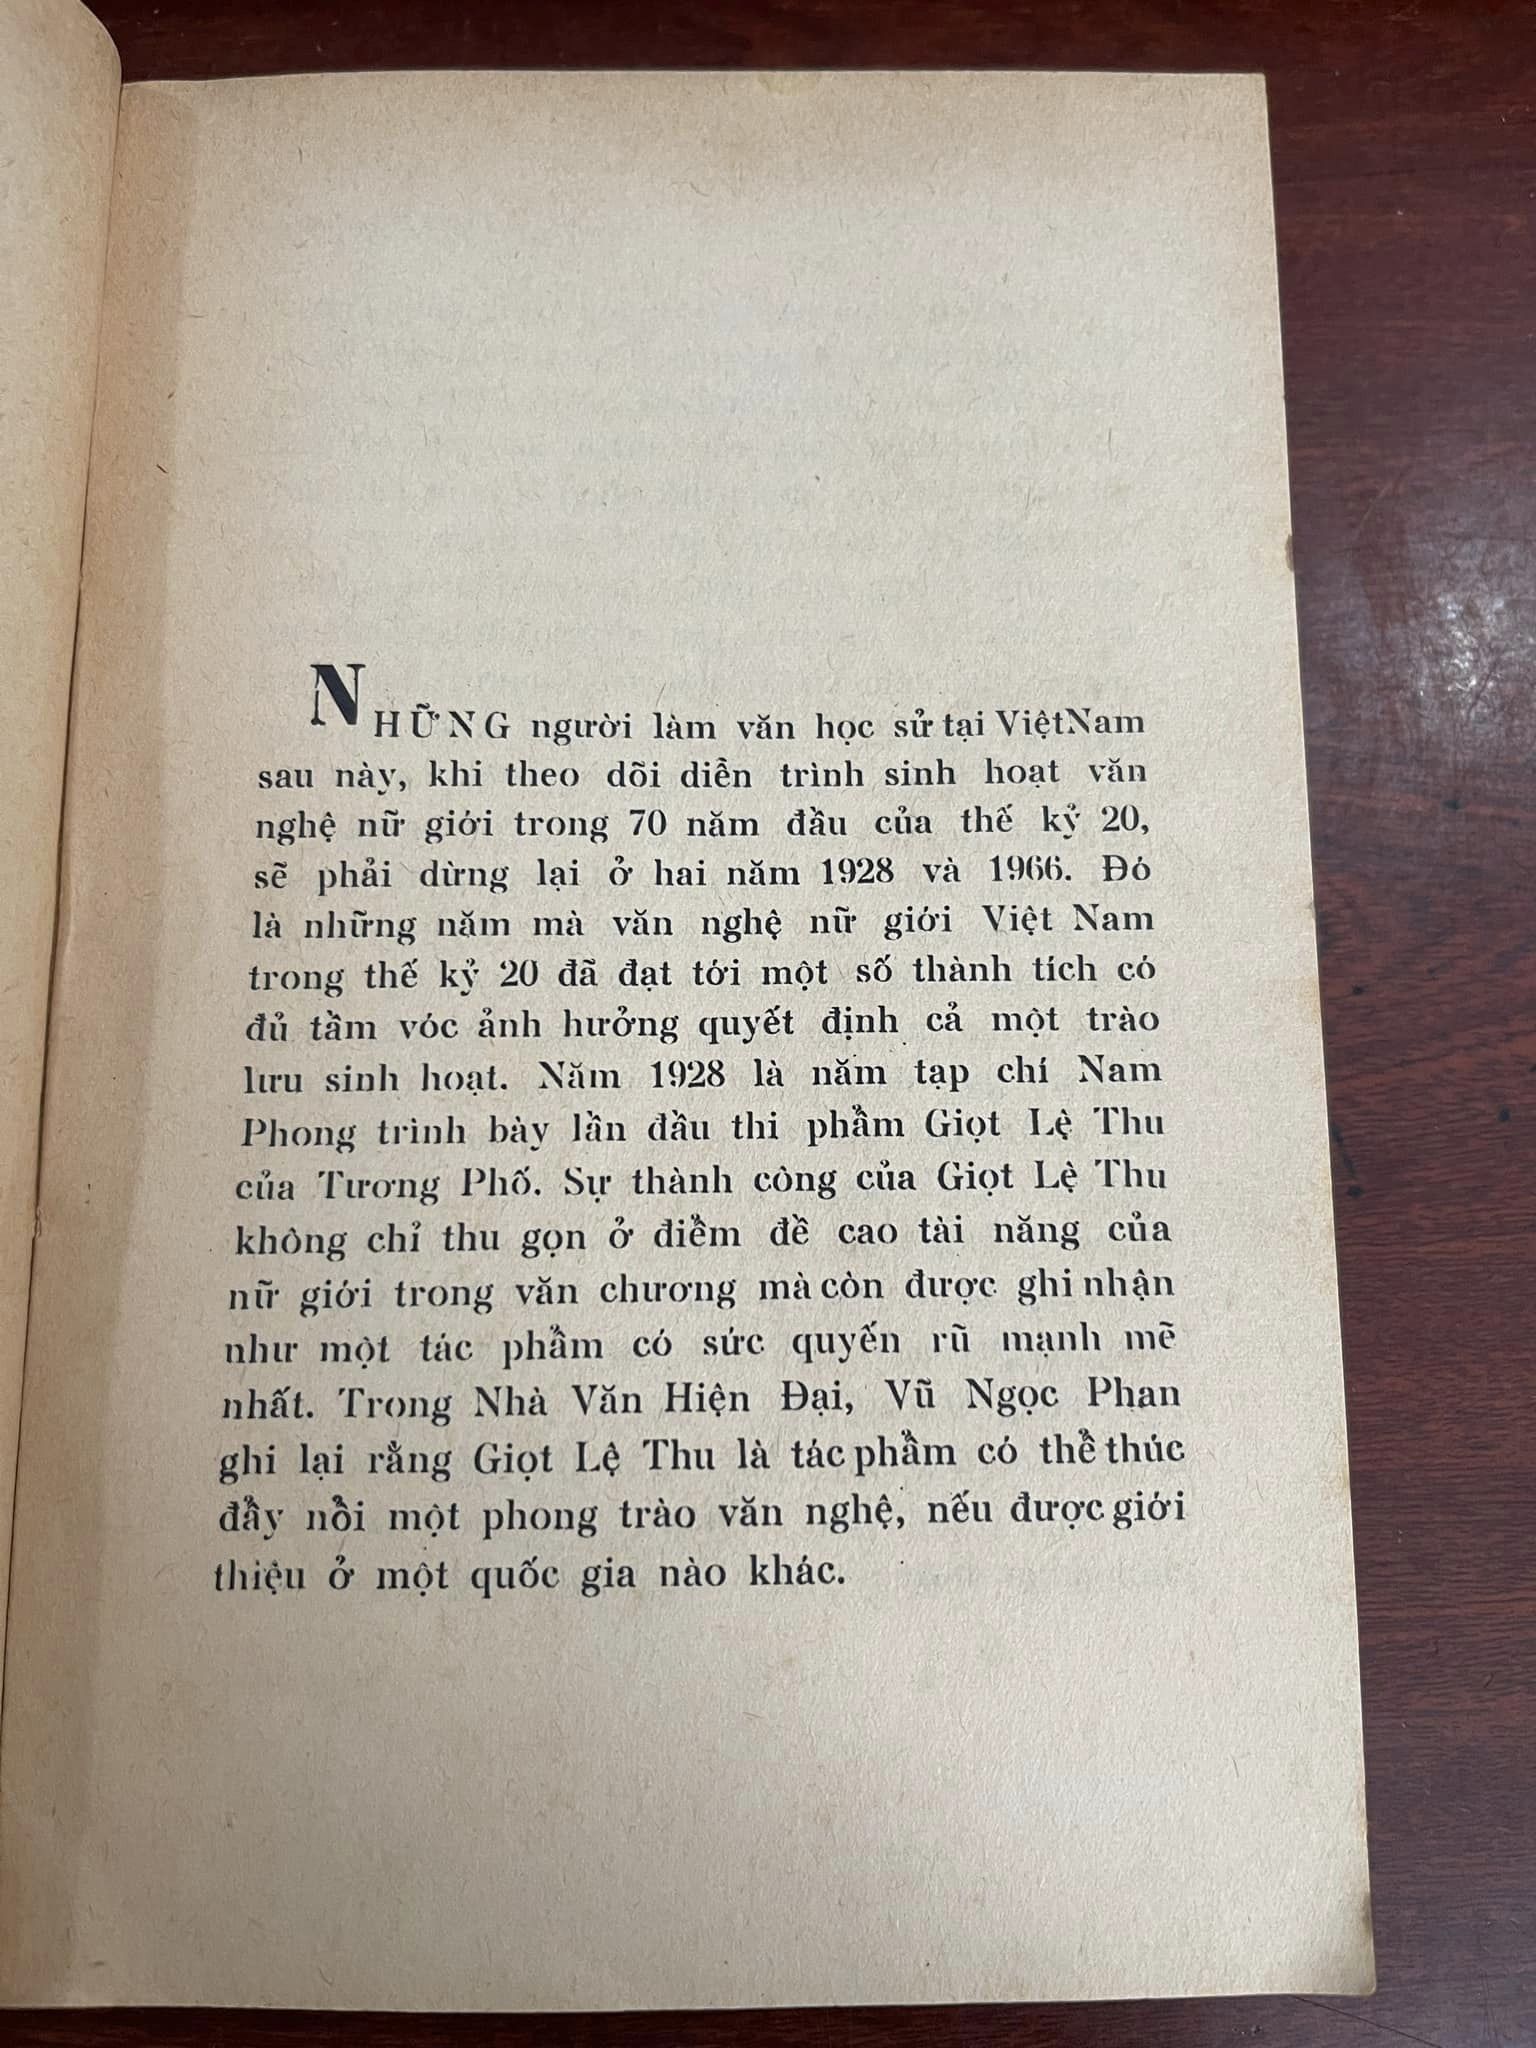 NHỮNG người làm văn học sử tại ViệtNam
sau này, khi theo dõi diễn trình sinh hoạt văn
nghệ nữ giới trong 70 năm đầu của thế kỷ 20,
sẽ phải dừng lại ở hai năm 1928 và 1966. Đó
là những năm mà văn nghệ nữ giới Việt Nam
trong thế kỷ 20 đã đạt tới một số thành tích có
đủ tầm vóc ảnh hưởng quyết định cả một trào
lưu sinh hoạt. Năm 1928 là năm tạp chí Nam
Phong trình bày lần đầu thi phẩm Giọt Lệ Thu
của Tương Phố. Sự thành công của Giọt Lệ Thu
không chỉ thu gọn ở điểm đề cao tài năng của
nữ giới trong văn chương mà còn được ghi nhận
như một tác phẩm có sức quyến rũ mạnh mẽ
nhất. Trong Nhà Văn Hiện Đại, Vũ Ngọc Phan
ghi lại rằng Giọt Lệ Thu là tác phẩm có thể thúc
đẩy nổi một phong trào văn nghệ, nếu được giới
thiệu ở một quốc gia nào khác.